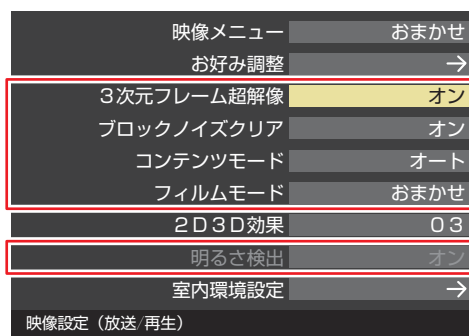 映像メニュー おまかせ
お好み調整 →
3次元フレーム超解像 オン
ブロックノイズクリア オン
コンテンツモード オート
フィルムモード おまかせ
2D3D効果 03
明るさ検出 オン
室内環境設定 →
映像設定（放送/再生）